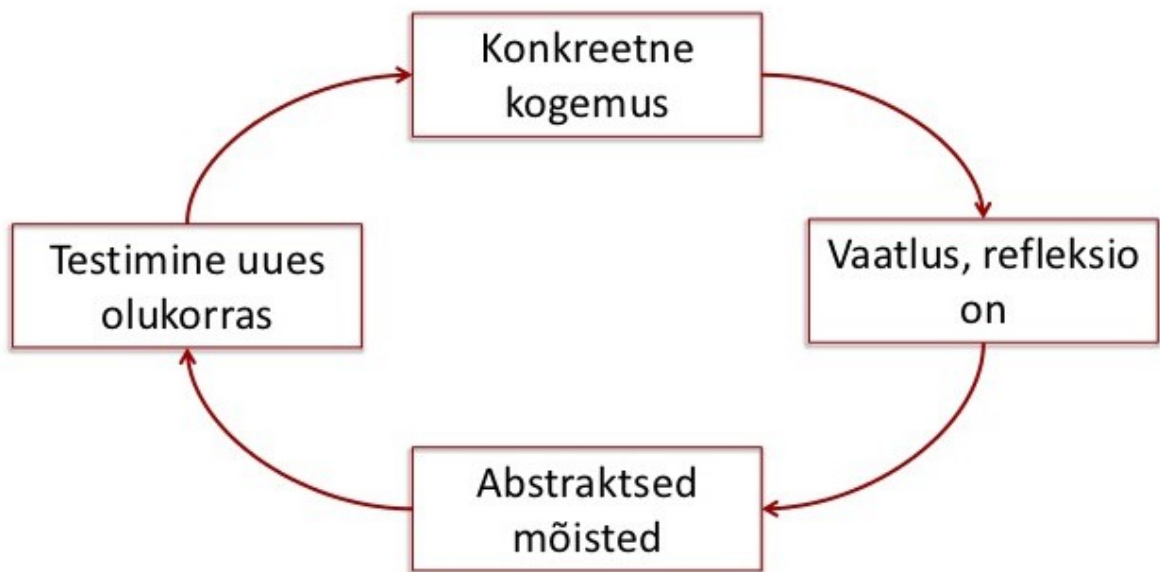 Konkreetne
kogemus
Testimine uues
olukorras
Vaatlus, refleksio
on
Abstraktsed
mõisted